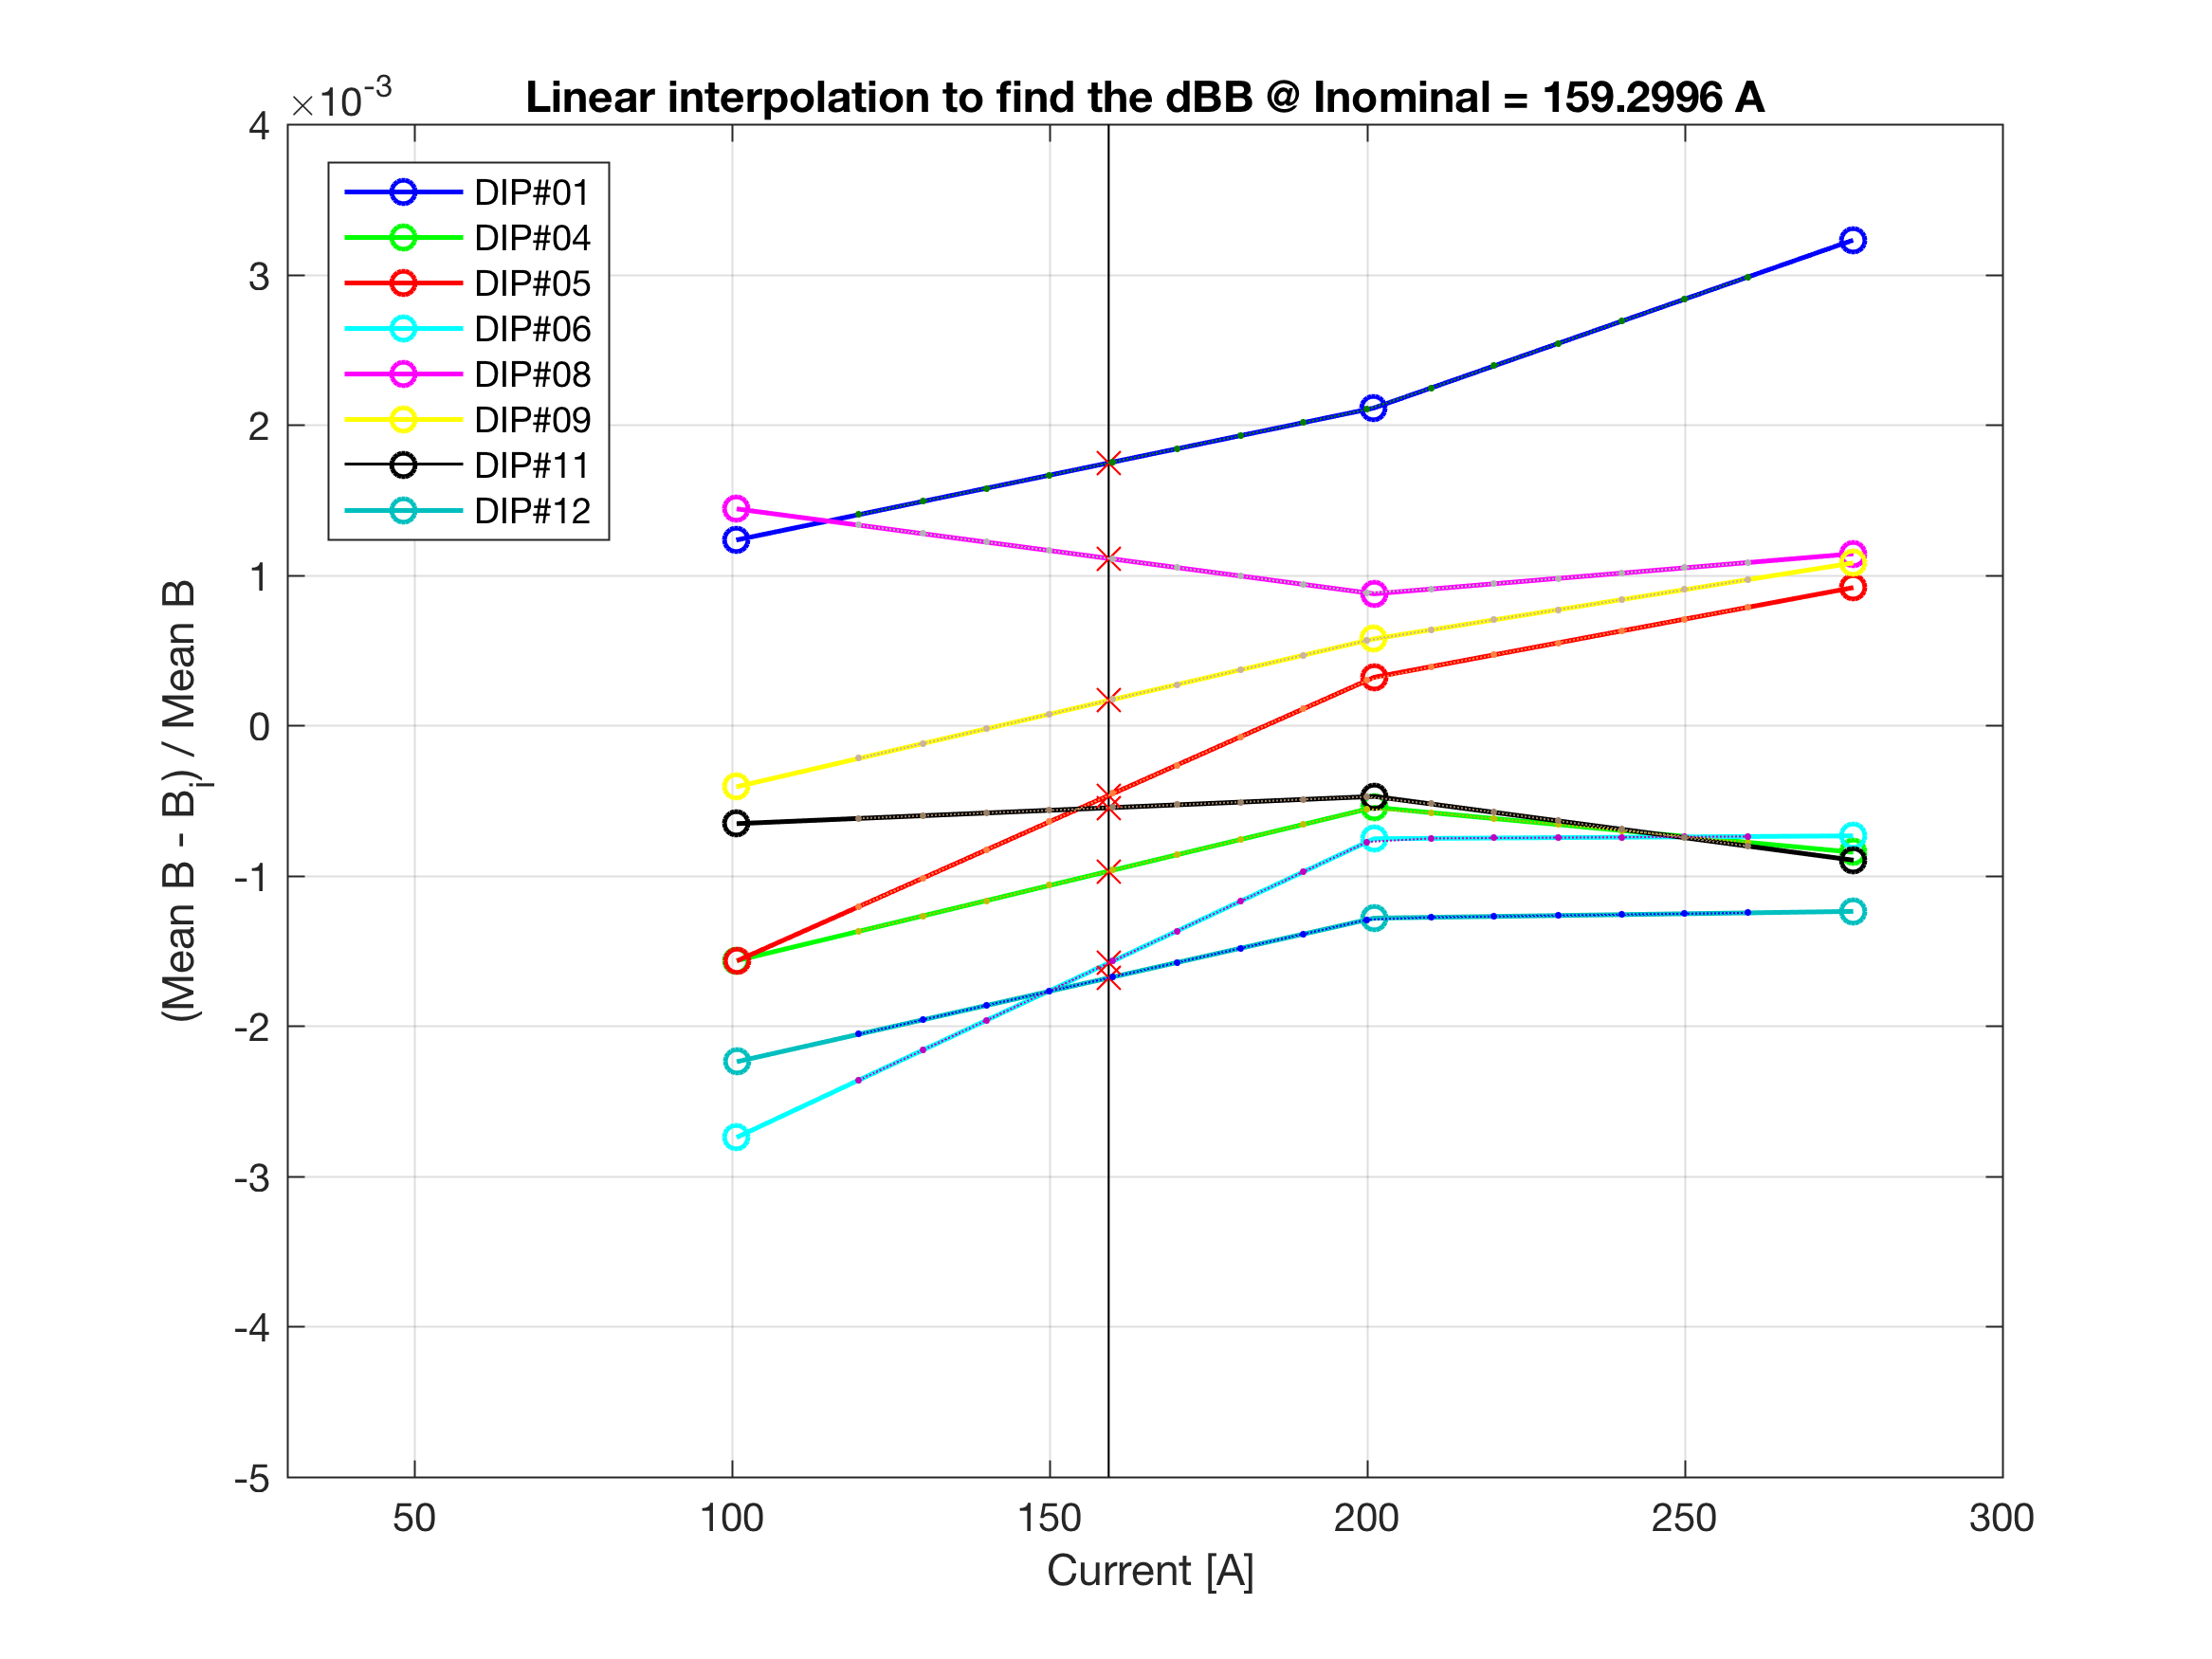 Linear interpolation to find the dBB @ Inominal = 159.2996 A
×10-3
4
3
2
1
0
-1
-2
-3
-4
-5
(Mean B - Bi) / Mean B
DIP#01
DIP#04
DIP#05
DIP#06
DIP#08
DIP#09
DIP#11
DIP#12
50 100 150 200 250 300
Current [A]